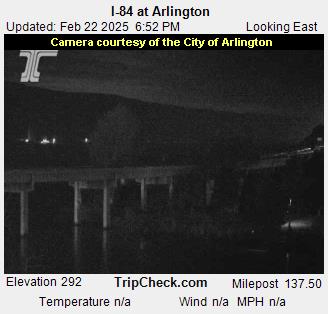 I-84 at Arlington
Updated: Feb 22 2025 6:52 PM Looking East
Camera courtesy of the City of Arlington
Elevation 292 TripCheck.com Milepost 137.50
Temperature n/a Wind n/a MPH n/a